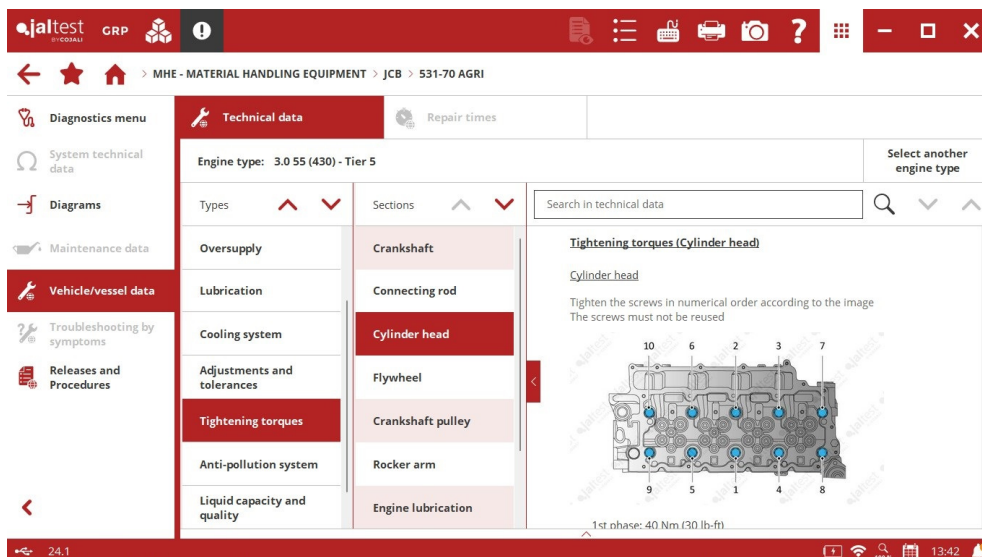 jaltest GRP
BY COJALI
> MHE - MATERIAL HANDLING EQUIPMENT > JCB > 531-70 AGRI
Diagnostics menu
System technical
data
Diagrams
Maintenance data
Vehicle/vessel data
Troubleshooting by
symptoms
Releases and
Procedures
Technical data
Repair times
Engine type: 3.0 55 (430) - Tier 5
Select another
engine type
Types
Sections
Search in technical data
Oversupply
Lubrication
Cooling system
Adjustments and
tolerances
Tightening torques
Anti-pollution system
Liquid capacity and
quality
Crankshaft
Connecting rod
Cylinder head
Flywheel
Crankshaft pulley
Rocker arm
Engine lubrication
Tightening torques (Cylinder head)
Cylinder head
Tighten the screws in numerical order according to the image
The screws must not be reused
10 6 2 3 7
9 5 1 4 8
1st phase: 40 Nm (30 lb-ft)
24.1
13:42